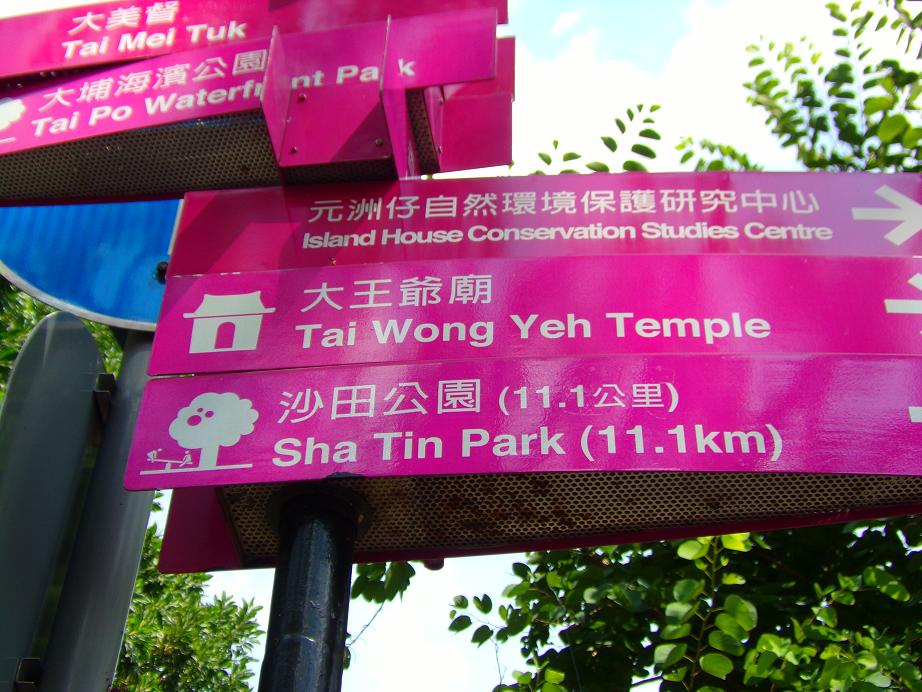 大美督
Tai Mei Tuk
大埔海濱公園
Tai Po Waterfr nt Park
元洲仔自然環境保護研究中心
Island House Conservation Studies Centre
大王爺廟
Tai Wong Yeh Temple
沙田公園 (11.1公里)
Sha Tin Park (11.1km)